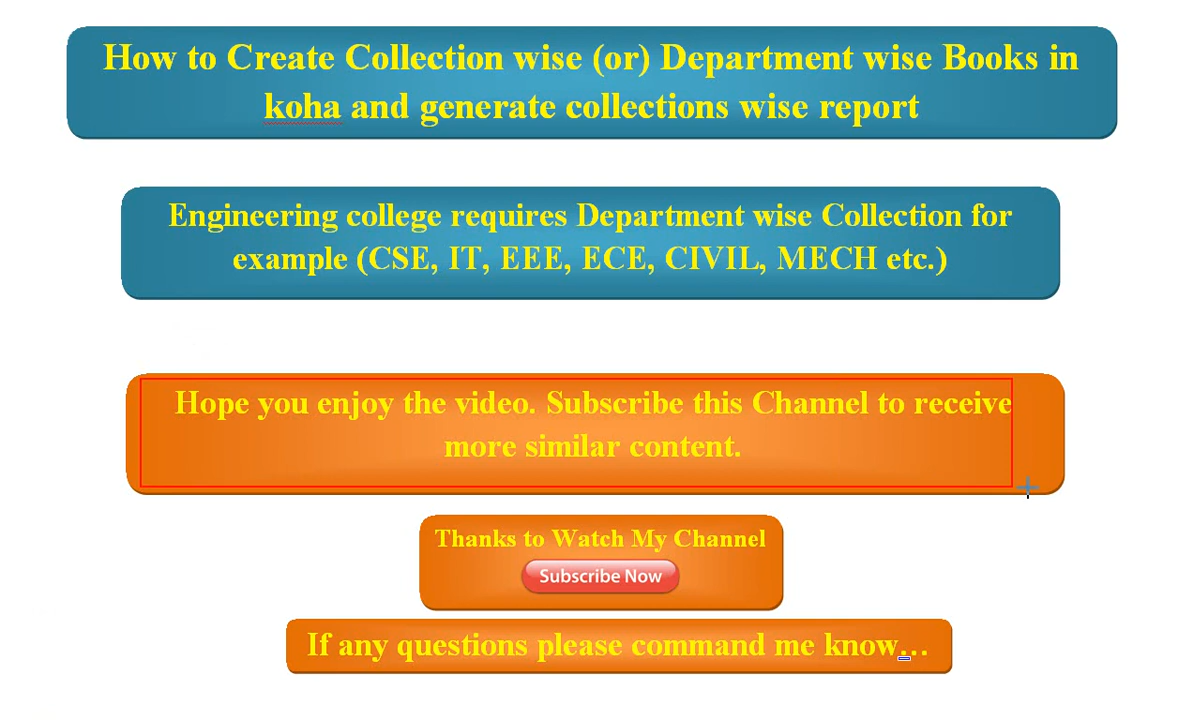 How to Create Collection wise (or) Department wise Books in
koha and generate collections wise report
Engineering college requires Department wise Collection for
example (CSE, IT, EEE, ECE, CIVIL, MECH etc.)
Hope you enjoy the video. Subscribe this Channel to receive
more similar content.
Thanks to Watch My Channel
Subscribe Now
If any questions please command me know...